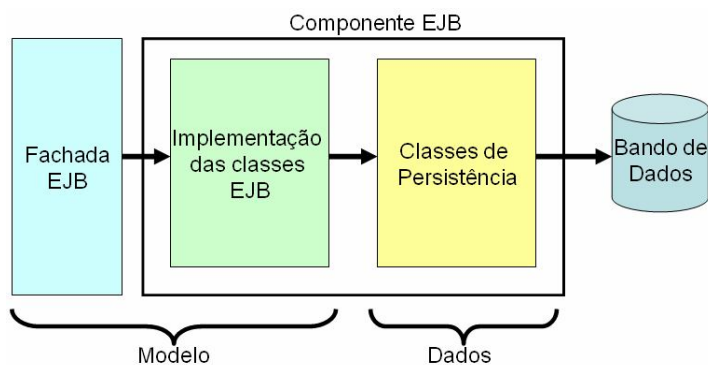 Componente EJB
Fachada
EJB
Implementação
das classes
EJB
Classes de
Persistência
Bando de
Dados
Modelo
Dados